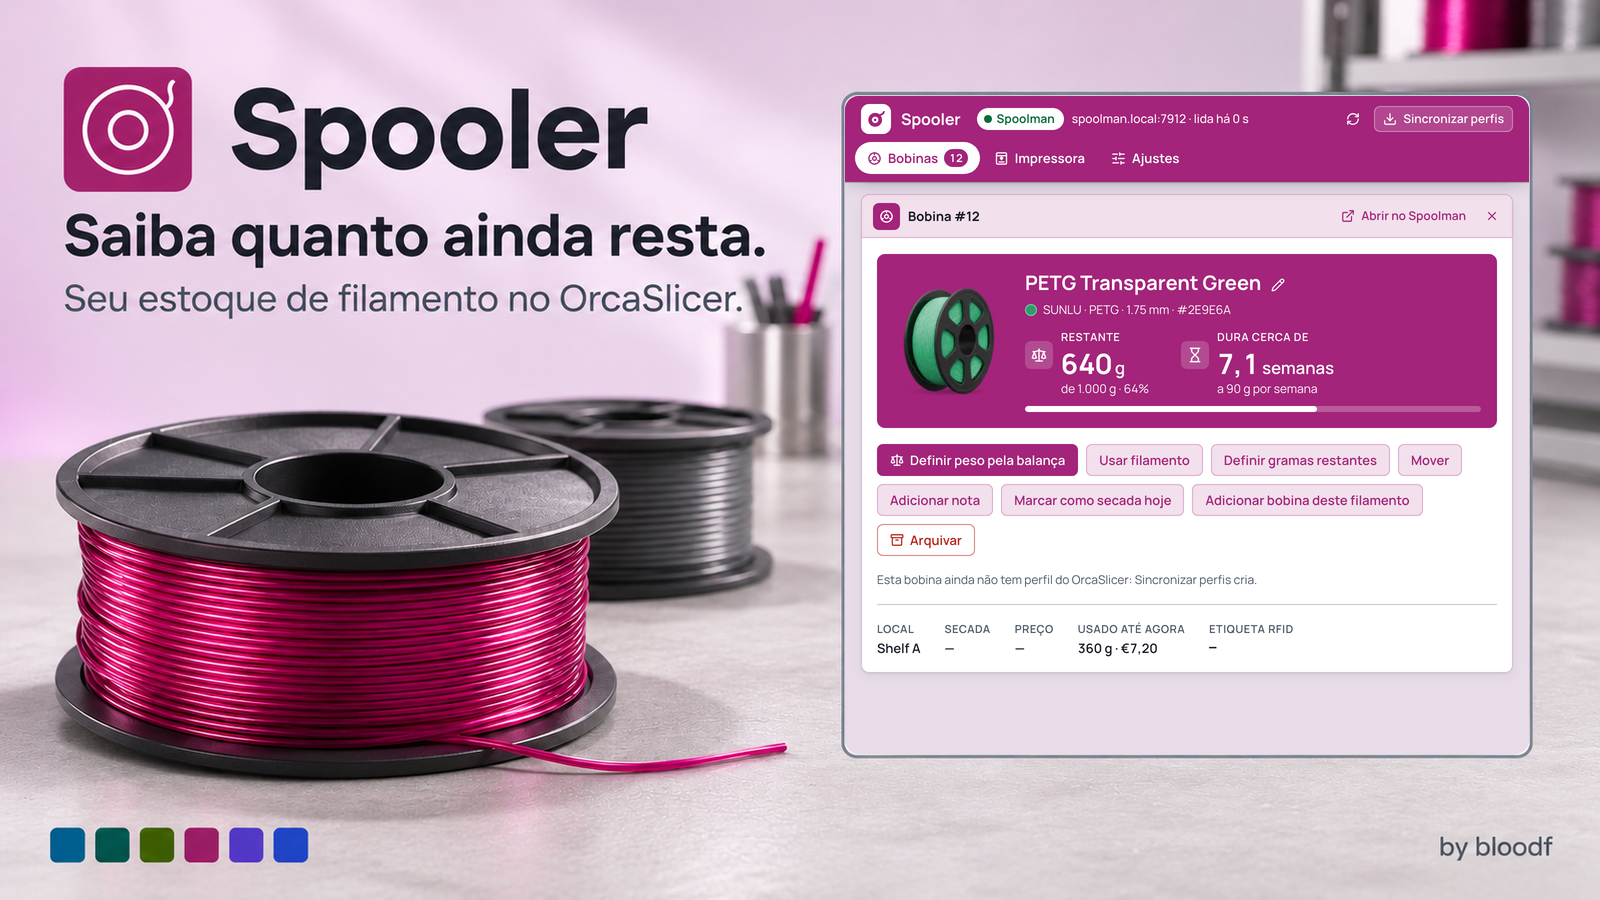 Spooler
Saiba quanto ainda resta.
Seu estoque de filamento no OrcaSlicer.
Spooler
Spoolman
spoolman.local:7912 · lida há 0 s
Sincronizar perfis
Bobinas 12
Impressora
Ajustes
Bobina #12
Abrir no Spoolman
PETG Transparent Green
SUNLU · PETG · 1.75 mm · #2E9E6A
RESTANTE
640 g
de 1.000 g · 64%
DURA CERCA DE
7,1 semanas
a 90 g por semana
Definir peso pela balança
Usar filamento
Definir gramas restantes
Mover
Adicionar nota
Marcar como secada hoje
Adicionar bobina deste filamento
Arquivar
Esta bobina ainda não tem perfil do OrcaSlicer: Sincronizar perfis cria.
LOCAL
Shelf A
SECADA
—
PREÇO
—
USADO ATÉ AGORA
360 g · €7,20
ETIQUETA RFID
—
by bloodf